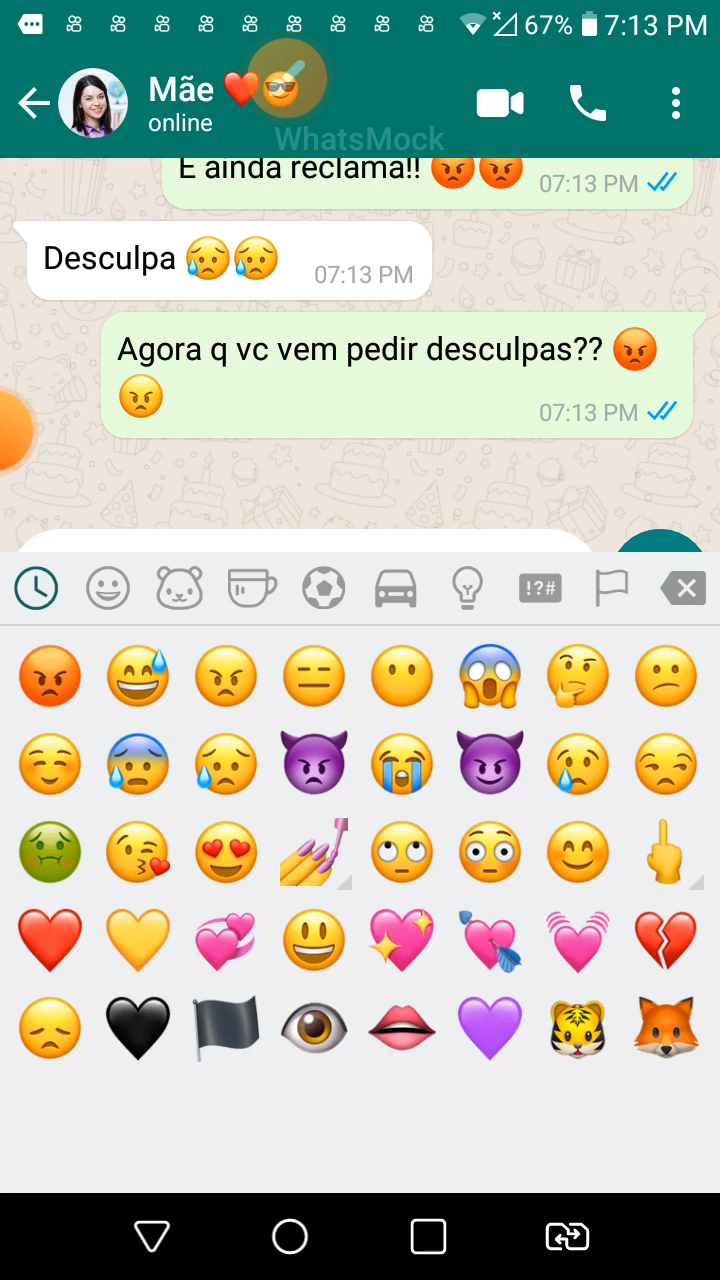 67% 7:13 PM
Mãe ❤️😎
online
WhatsMock
E ainda reclama!! 😡😡 07:13 PM
Desculpa 😥😥 07:13 PM
Agora q vc vem pedir desculpas?? 😡
😠 07:13 PM
!?#